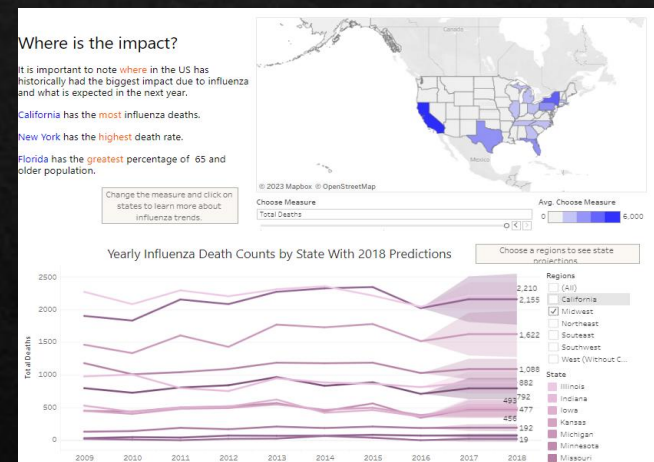 Where is the impact?
It is important to note where in the US has
historically had the biggest impact due to influenza
and what is expected in the next year.
California has the most influenza deaths.
New York has the highest death rate.
Florida has the greatest percentage of 65 and
older population.
Change the measure and click on
states to learn more about
influenza trends.
Canada
Mexico
© 2023 Mapbox © OpenStreetMap
Choose Measure
Total Deaths
Avg. Choose Measure
0
6,000
Yearly Influenza Death Counts by State With 2018 Predictions
Choose a regions to see state
projections
Total Deaths
2500
2000
1500
1000
500
0
2,210
2,155
1,622
1,088
882
792
493
477
456
192
19
2009 2010 2011 2012 2013 2014 2015 2016 2017 2018
Regions
(All)
California
Midwest
Northeast
Souteast
Southwest
West (Without C...
State
Illinois
Indiana
Iowa
Kansas
Michigan
Minnesota
Missouri